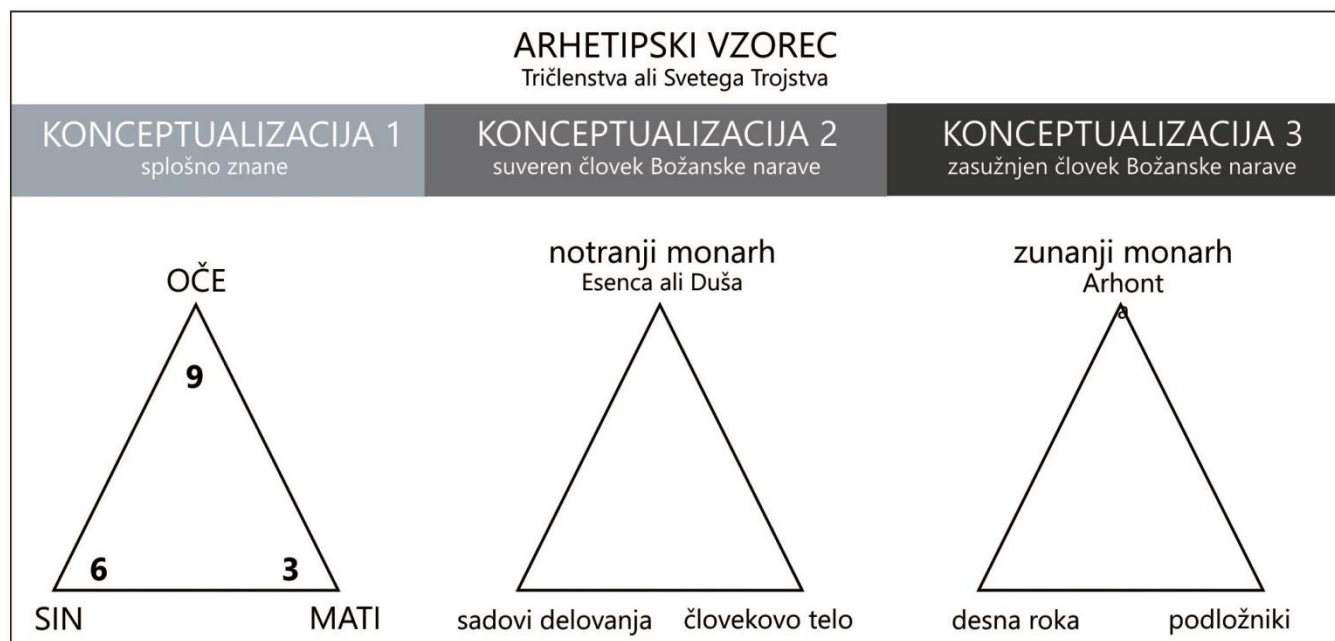 ARHETIPSKI VZOREC
Tričlenstva ali Svetega Trojstva
KONCEPTUALIZACIJA 1
splošno znane
KONCEPTUALIZACIJA 2
suveren človek Božanske narave
KONCEPTUALIZACIJA 3
zasužnjen človek Božanske narave
OČE
9
6
3
SIN
MATI
notranji monarh
Esenca ali Duša
sadovi delovanja
človekovo telo
zunanji monarh
Arhont
a
desna roka
podložniki